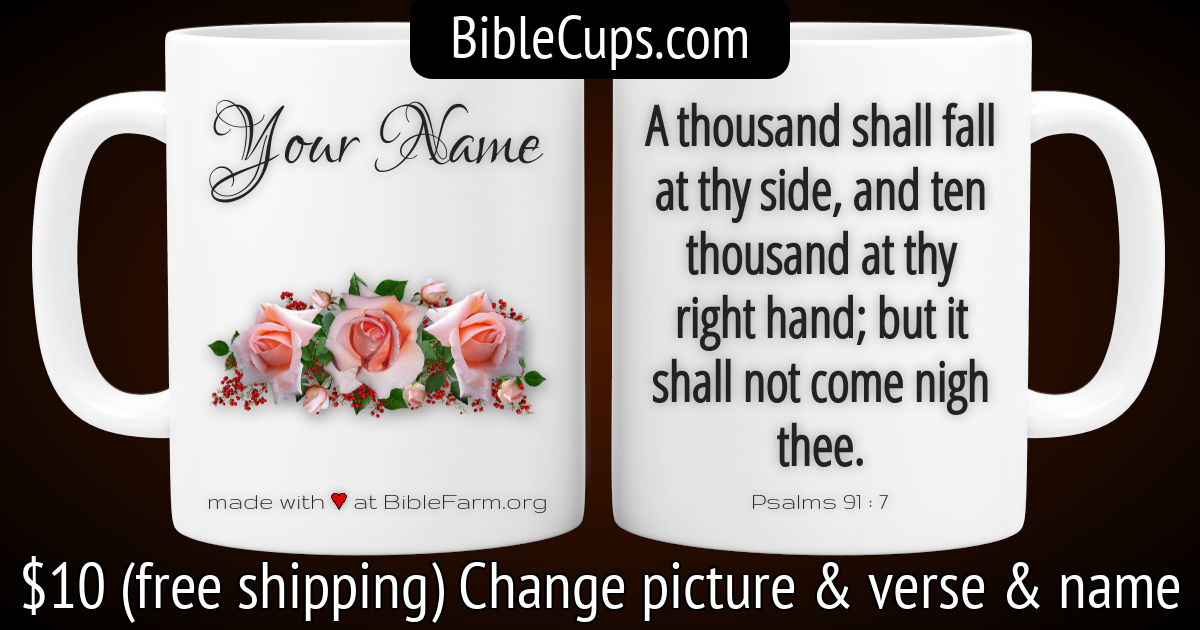 BibleCups.com
Your Name
made with ♥ at BibleFarm.org
A thousand shall fall
at thy side, and ten
thousand at thy
right hand; but it
shall not come nigh
thee.
Psalms 91 : 7
$10 (free shipping) Change picture & verse & name